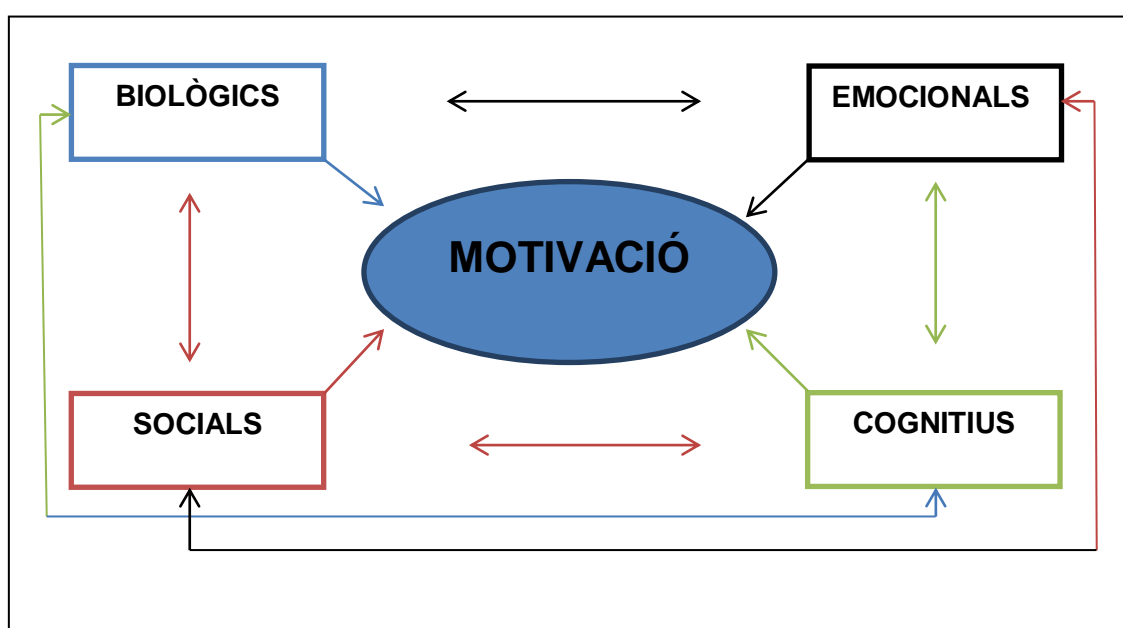 BIOLÒGICS
EMOCIONALS
MOTIVACIÓ
SOCIALS
COGNITIUS